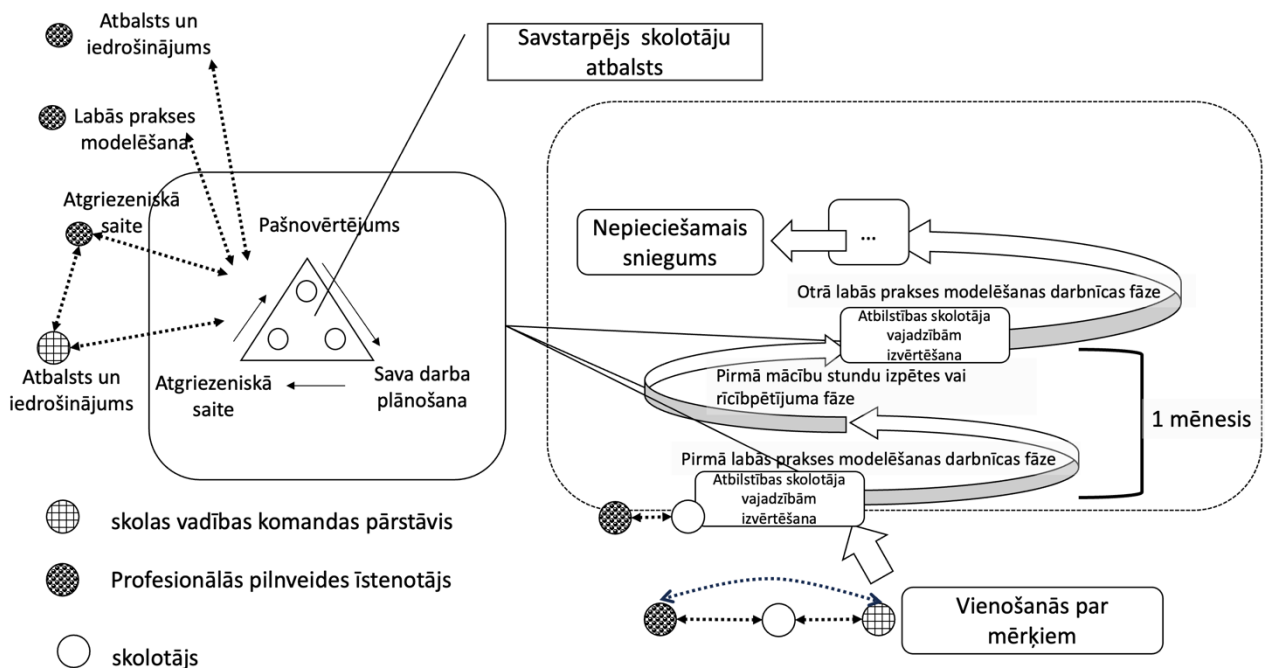 Atbalsts un
iedrošinājums
Labās prakses
modelēšana
Atgriezeniskā
saite
Atbalsts un
iedrošinājums
Pašnovērtējums
Sava darba
plānošana
Atgriezeniskā
saite
Savstarpējs skolotāju
atbalsts
Nepieciešamais
sniegums
...
Otrā labās prakses modelēšanas darbnīcas fāze
Atbilstības skolotāja
vajadzībām
izvērtēšana
Pirmā mācību stundu izpētes vai
rīcībpētījuma fāze
1 mēnesis
Pirmā labās prakses modelēšanas darbnīcas fāze
Atbilstības skolotāja
vajadzībām
izvērtēšana
Vienošanās par
mērķiem
skolas vadības komandas pārstāvis
Profesionālās pilnveides īstenotājs
skolotājs